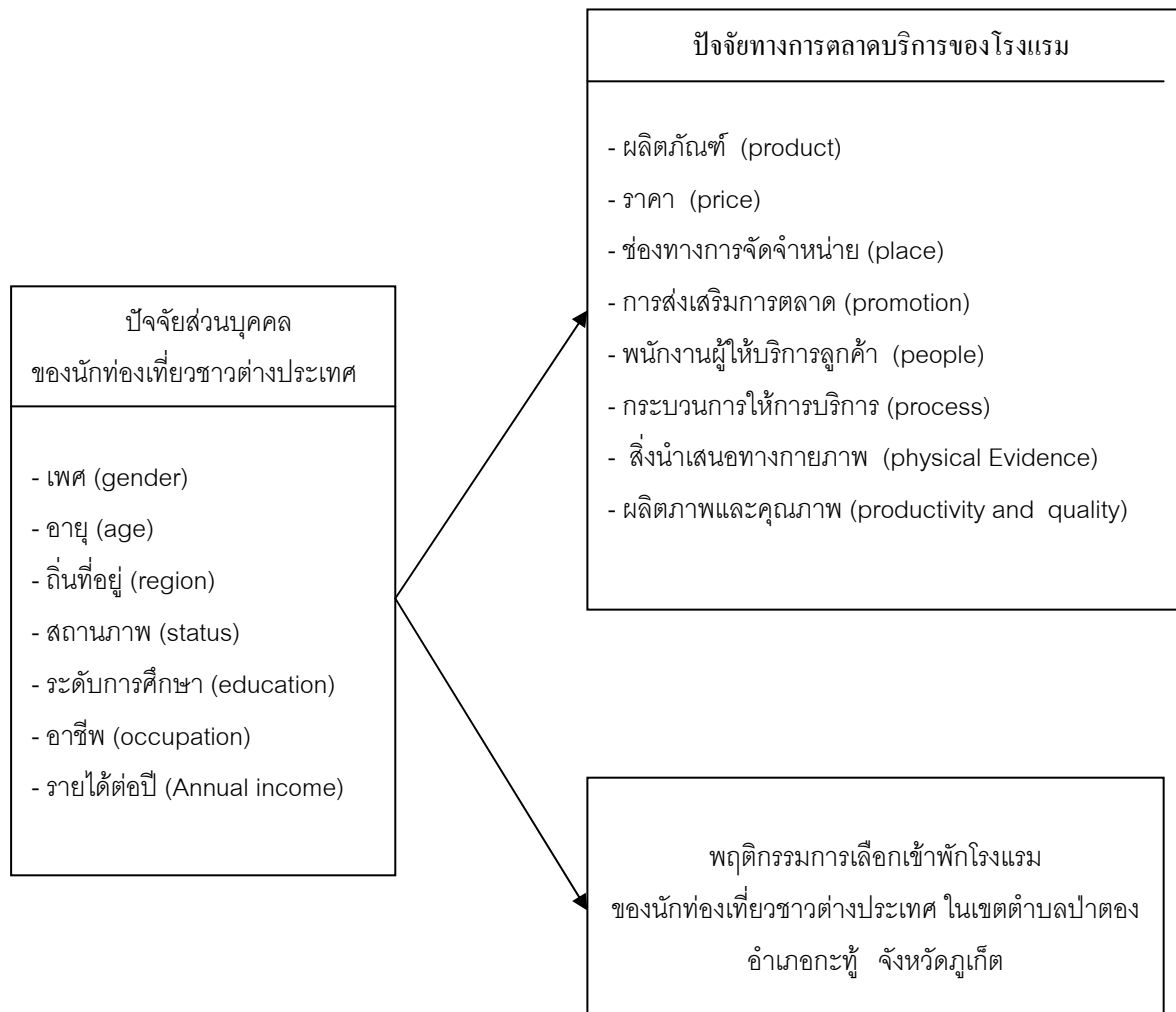 ปัจจัยทางการตลาดบริการของโรงแรม
- ผลิตภัณฑ์ (product)
- ราคา (price)
- ช่องทางการจัดจำหน่าย (place)
- การส่งเสริมการตลาด (promotion)
- พนักงานผู้ให้บริการลูกค้า (people)
- กระบวนการให้การบริการ (process)
- สิ่งนำเสนอทางกายภาพ (physical Evidence)
- ผลิตภาพและคุณภาพ (productivity and quality)
ปัจจัยส่วนบุคคล
ของนักท่องเที่ยวชาวต่างประเทศ
- เพศ (gender)
- อายุ (age)
- ถิ่นที่อยู่ (region)
- สถานภาพ (status)
- ระดับการศึกษา (education)
- อาชีพ (occupation)
- รายได้ต่อปี (Annual income)
พฤติกรรมการเลือกเข้าพักโรงแรม
ของนักท่องเที่ยวชาวต่างประเทศ ในเขตตำบลป่าตอง
อำเภอกะทู้ จังหวัดภูเก็ต